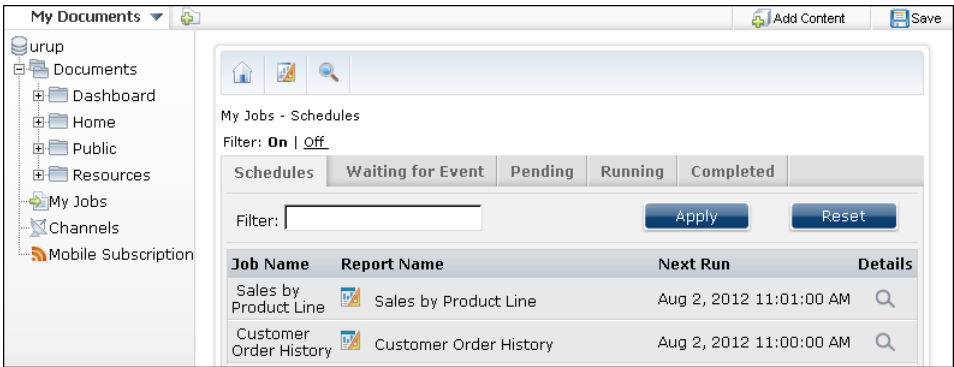 My Documents
Add Content
Save
urup
Documents
Dashboard
Home
Public
Resources
My Jobs
Channels
Mobile Subscription
My Jobs - Schedules
Filter: On | Off
Schedules Waiting for Event Pending Running Completed
Filter: Apply Reset
Job Name Report Name Next Run Details
Sales by
Product Line Sales by Product Line Aug 2, 2012 11:01:00 AM
Customer
Order History Customer Order History Aug 2, 2012 11:00:00 AM